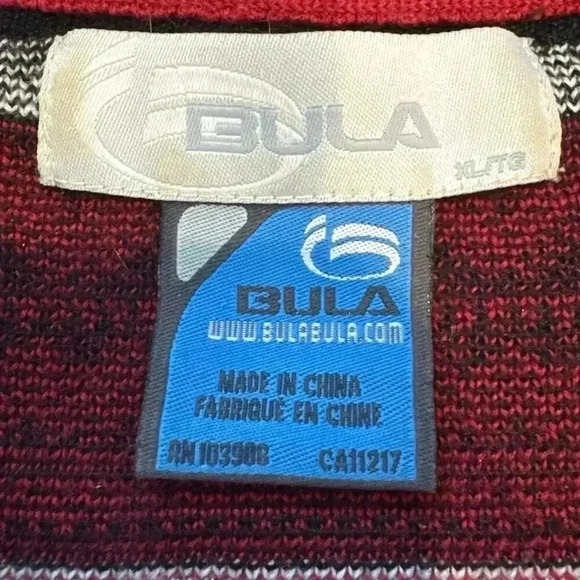 BULA
XL/TG
BULA
WWW.BULABULA.COM
MADE IN CHINA
FABRIQUÉ EN CHINE
RN 103908 CA11217